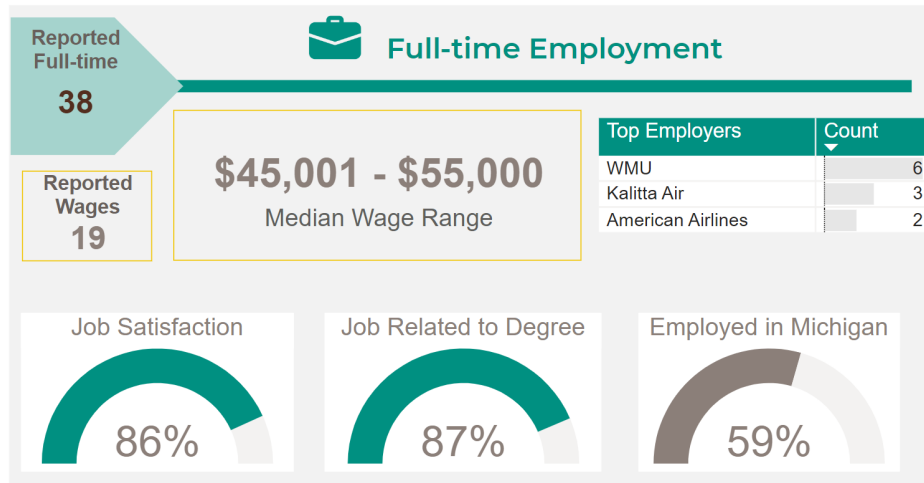 Reported
Full-time
38
Full-time Employment
Reported
Wages
19
$45,001 - $55,000
Median Wage Range
Top Employers Count
WMU 6
Kalitta Air 3
American Airlines 2
Job Satisfaction
86%
Job Related to Degree
87%
Employed in Michigan
59%